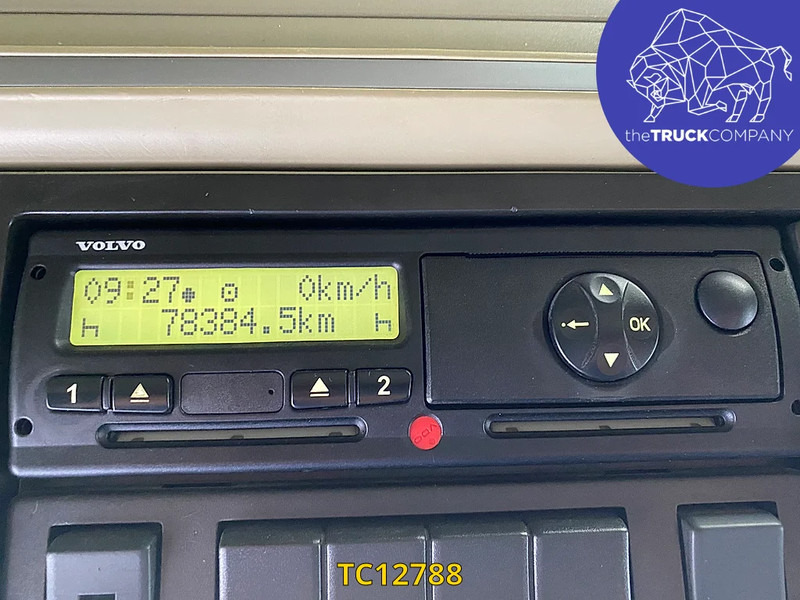 theTRUCKCOMPANY
VOLVO
09:27 0km/h
h 78384.5km h
1 2
OK
TC12788